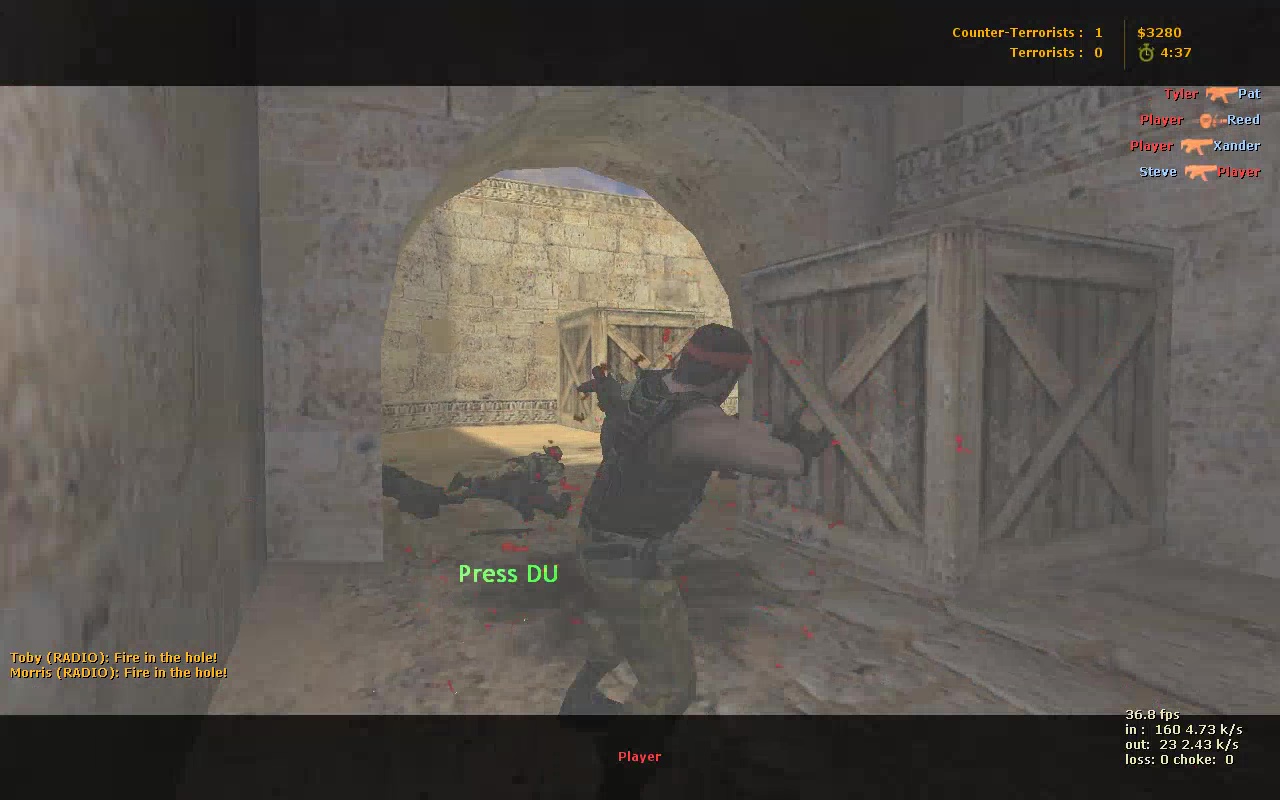 Counter-Terrorists : 1 $3280
Terrorists : 0 4:37
Tyler Pat
Player Reed
Player Xander
Steve Player
Press DU
Toby (RADIO): Fire in the hole!
Morris (RADIO): Fire in the hole!
36.8 fps
in : 160 4.73 k/s
out: 23 2.43 k/s
loss: 0 choke: 0
Player